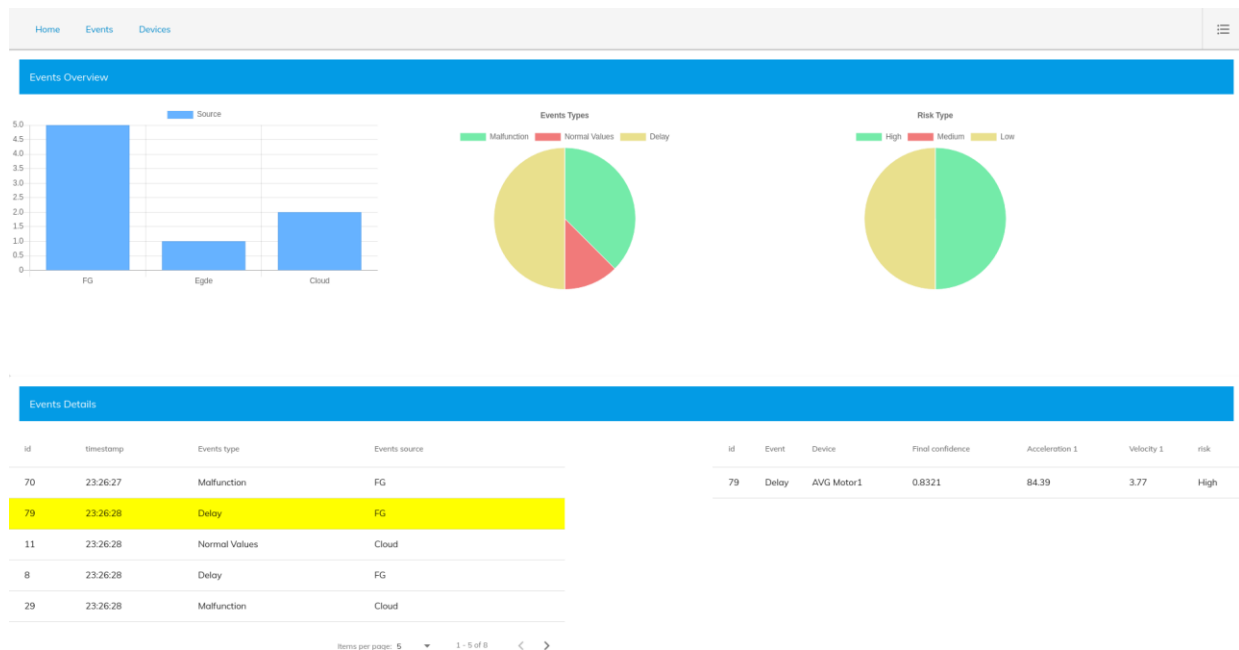 Home Events Devices
Events Overview
Source
5.0
4.5
4.0
3.5
3.0
2.5
2.0
1.5
1.0
0.5
0
FG Egde Cloud
Events Types
Malfunction Normal Values Delay
Risk Type
High Medium Low
Events Details
id timestamp Events type Events source
70 23:26:27 Malfunction FG
79 23:26:28 Delay FG
11 23:26:28 Normal Values Cloud
8 23:26:28 Delay FG
29 23:26:28 Malfunction Cloud
Items per page: 5 1 - 5 of 8
id Event Device Final confidence Acceleration 1 Velocity 1 risk
79 Delay AVG Motor1 0.8321 84.39 3.77 High